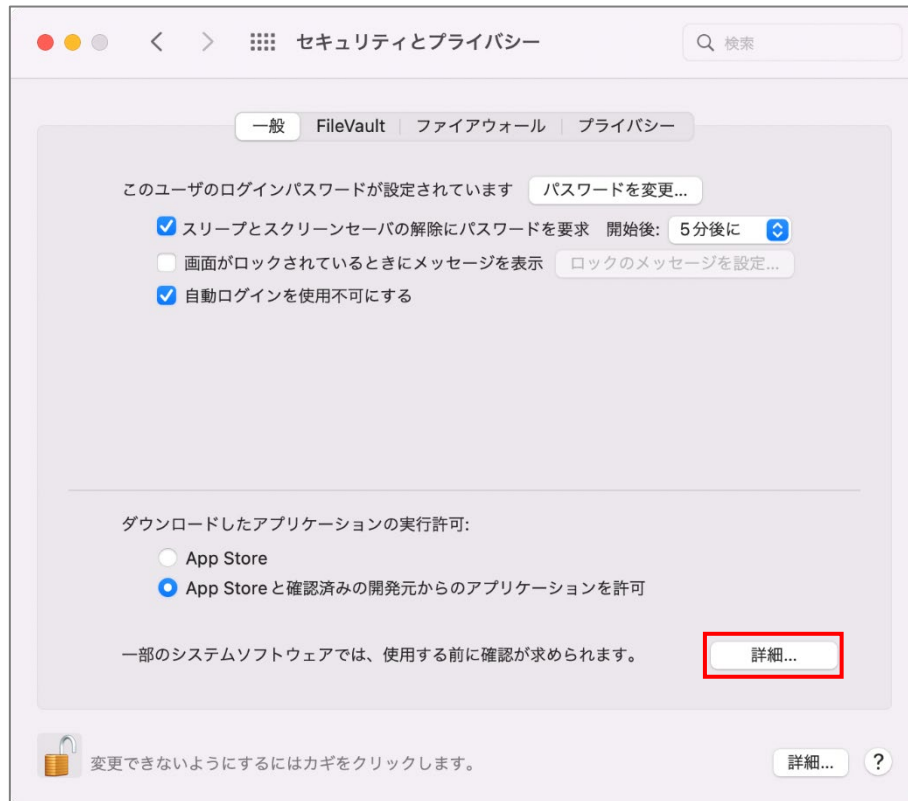 セキュリティとプライバシー
検索
一般 FileVault ファイアウォール プライバシー
このユーザのログインパスワードが設定されています パスワードを変更...
スリープとスクリーンセーバの解除にパスワードを要求 開始後: 5分後に
画面がロックされているときにメッセージを表示 ロックのメッセージを設定...
自動ログインを使用不可にする
ダウンロードしたアプリケーションの実行許可:
App Store
App Storeと確認済みの開発元からのアプリケーションを許可
一部のシステムソフトウェアでは、使用する前に確認が求められます。 詳細...
変更できないようにするにはカギをクリックします。 詳細... ?